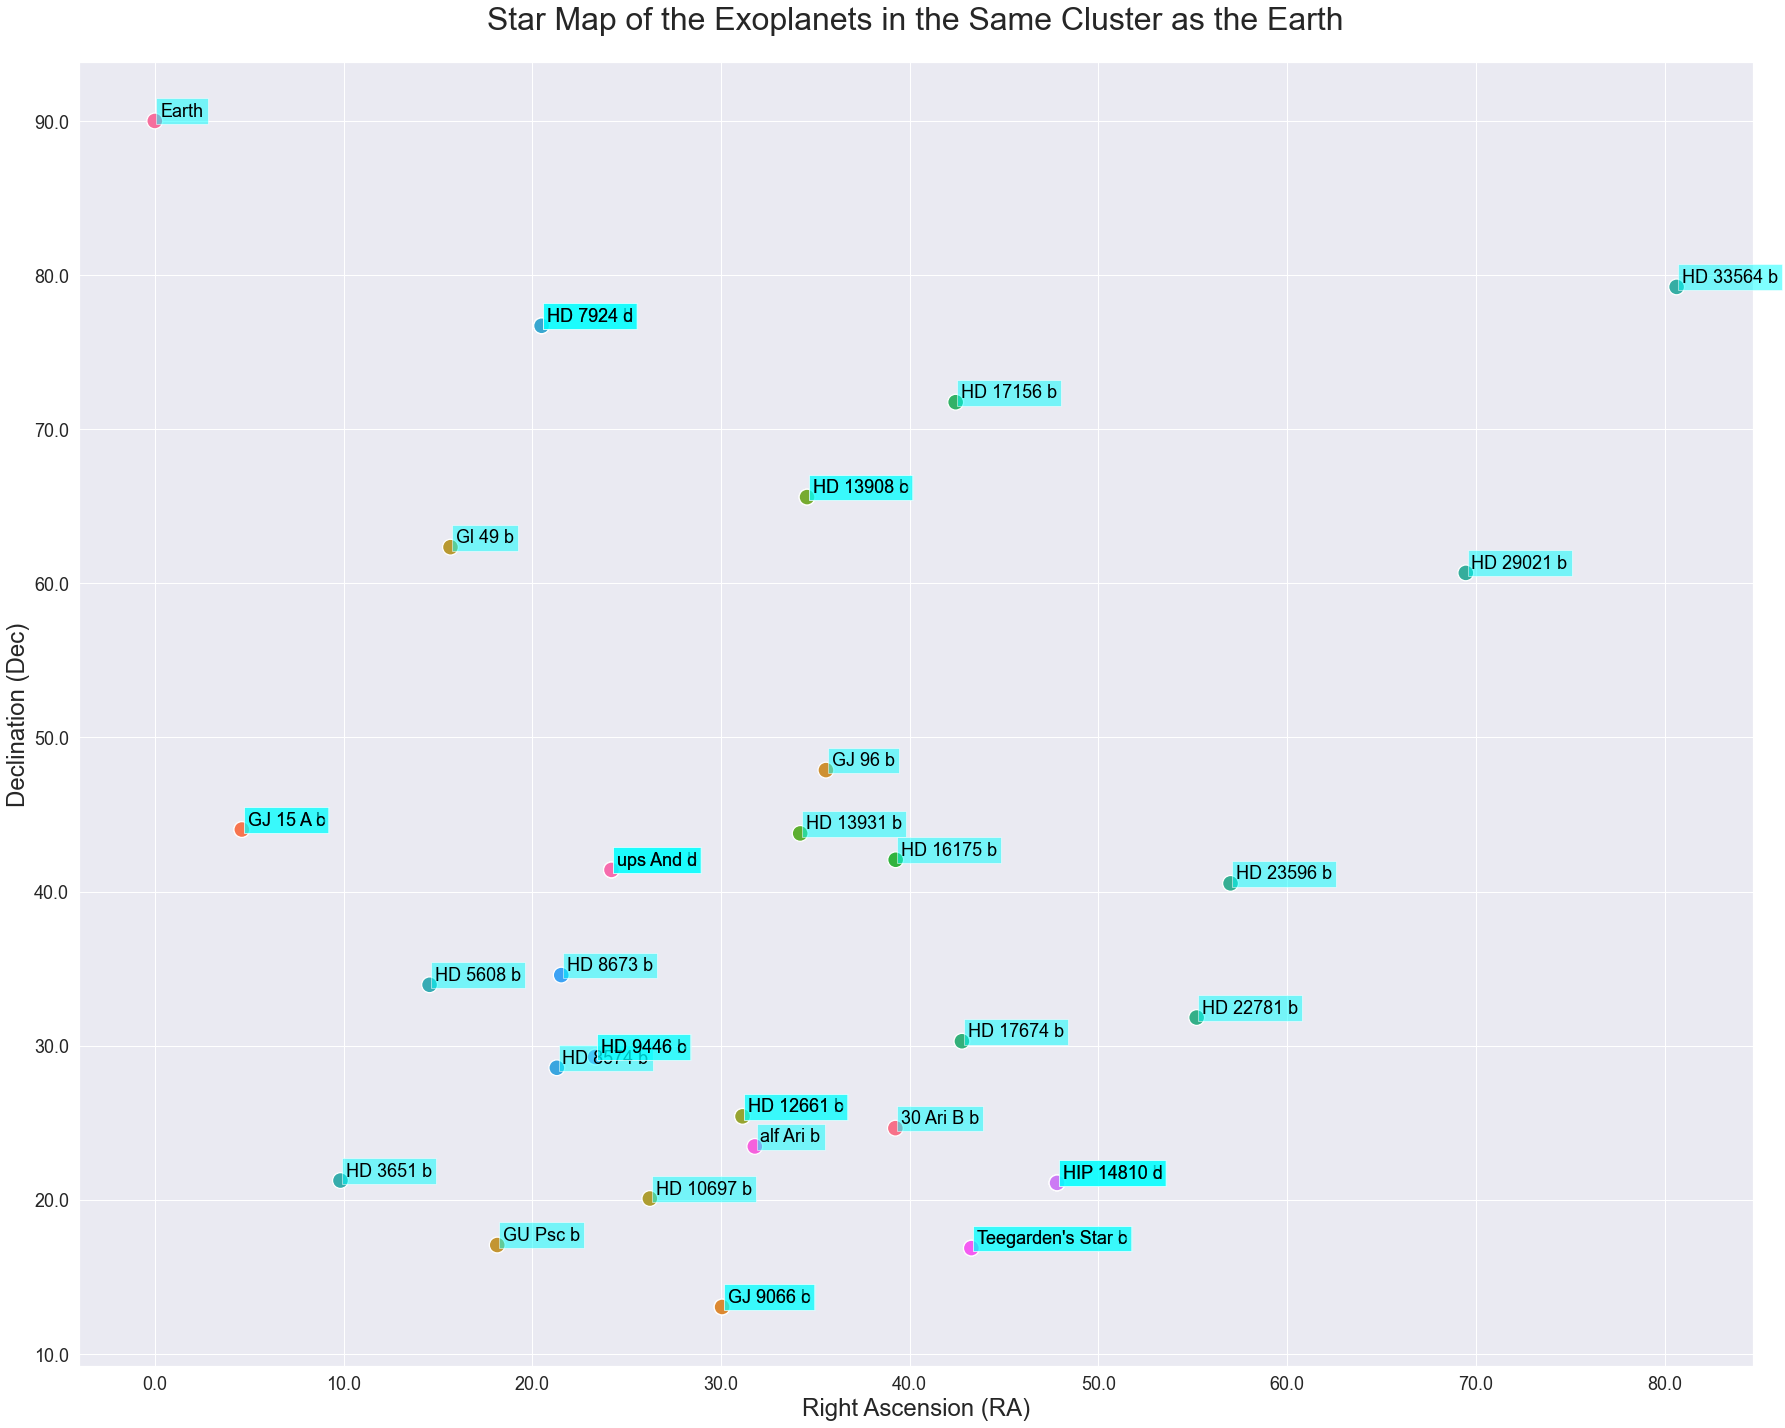 Star Map of the Exoplanets in the Same Cluster as the Earth
Earth
HD 33564 b
HD 7924 d
HD 17156 b
HD 13908 b
Gl 49 b
HD 29021 b
GJ 96 b
GJ 15 A b
HD 13931 b
HD 16175 b
ups And d
HD 23596 b
HD 8673 b
HD 5608 b
HD 22781 b
HD 17674 b
HD 9446 b
HD 8574 b
HD 12661 b
30 Ari B b
alf Ari b
HD 3651 b
HIP 14810 d
HD 10697 b
GU Psc b
Teegarden's Star b
GJ 9066 b
90.0
80.0
70.0
60.0
50.0
40.0
30.0
20.0
10.0
Declination (Dec)
0.0 10.0 20.0 30.0 40.0 50.0 60.0 70.0 80.0
Right Ascension (RA)